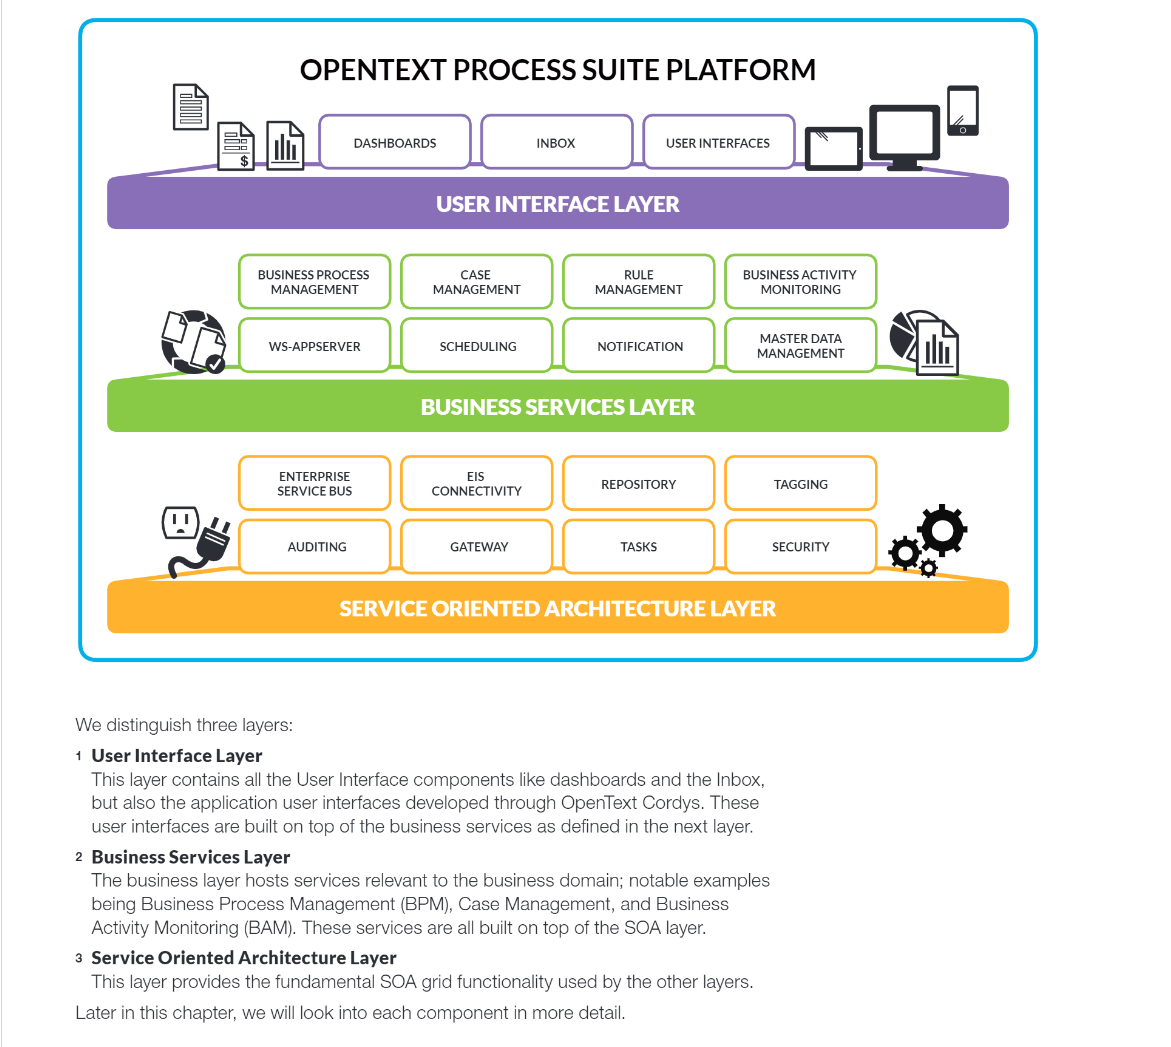 OPENTEXT PROCESS SUITE PLATFORM
DASHBOARDS
INBOX
USER INTERFACES
$
USER INTERFACE LAYER
BUSINESS PROCESS
MANAGEMENT
CASE
MANAGEMENT
RULE
MANAGEMENT
BUSINESS ACTIVITY
MONITORING
WS-APPSERVER
SCHEDULING
NOTIFICATION
MASTER DATA
MANAGEMENT
BUSINESS SERVICES LAYER
ENTERPRISE
SERVICE BUS
EIS
CONNECTIVITY
REPOSITORY
TAGGING
AUDITING
GATEWAY
TASKS
SECURITY
SERVICE ORIENTED ARCHITECTURE LAYER
We distinguish three layers:
1 User Interface Layer
This layer contains all the User Interface components like dashboards and the Inbox,
but also the application user interfaces developed through OpenText Cordys. These
user interfaces are built on top of the business services as defined in the next layer.
2 Business Services Layer
The business layer hosts services relevant to the business domain; notable examples
being Business Process Management (BPM), Case Management, and Business
Activity Monitoring (BAM). These services are all built on top of the SOA layer.
3 Service Oriented Architecture Layer
This layer provides the fundamental SOA grid functionality used by the other layers.
Later in this chapter, we will look into each component in more detail.